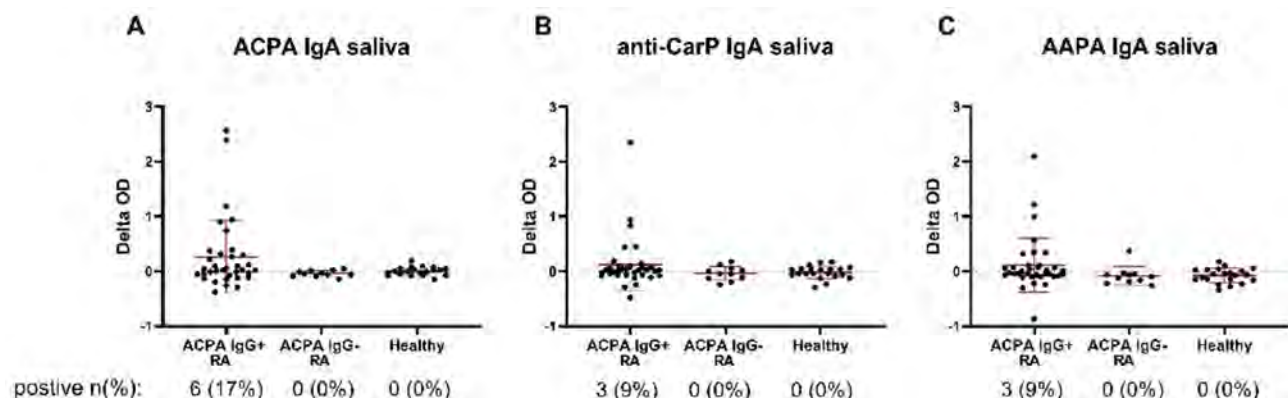 A
ACPA IgA saliva
Delta OD
3
2
1
0
-1
ACPA IgG+ RA
ACPA IgG- RA
Healthy
postive n(%): 6 (17%) 0 (0%) 0 (0%)
B
anti-CarP IgA saliva
Delta OD
3
2
1
0
-1
ACPA IgG+ RA
ACPA IgG- RA
Healthy
3 (9%) 0 (0%) 0 (0%)
C
AAPA IgA saliva
Delta OD
3
2
1
0
-1
ACPA IgG+ RA
ACPA IgG- RA
Healthy
3 (9%) 0 (0%) 0 (0%)